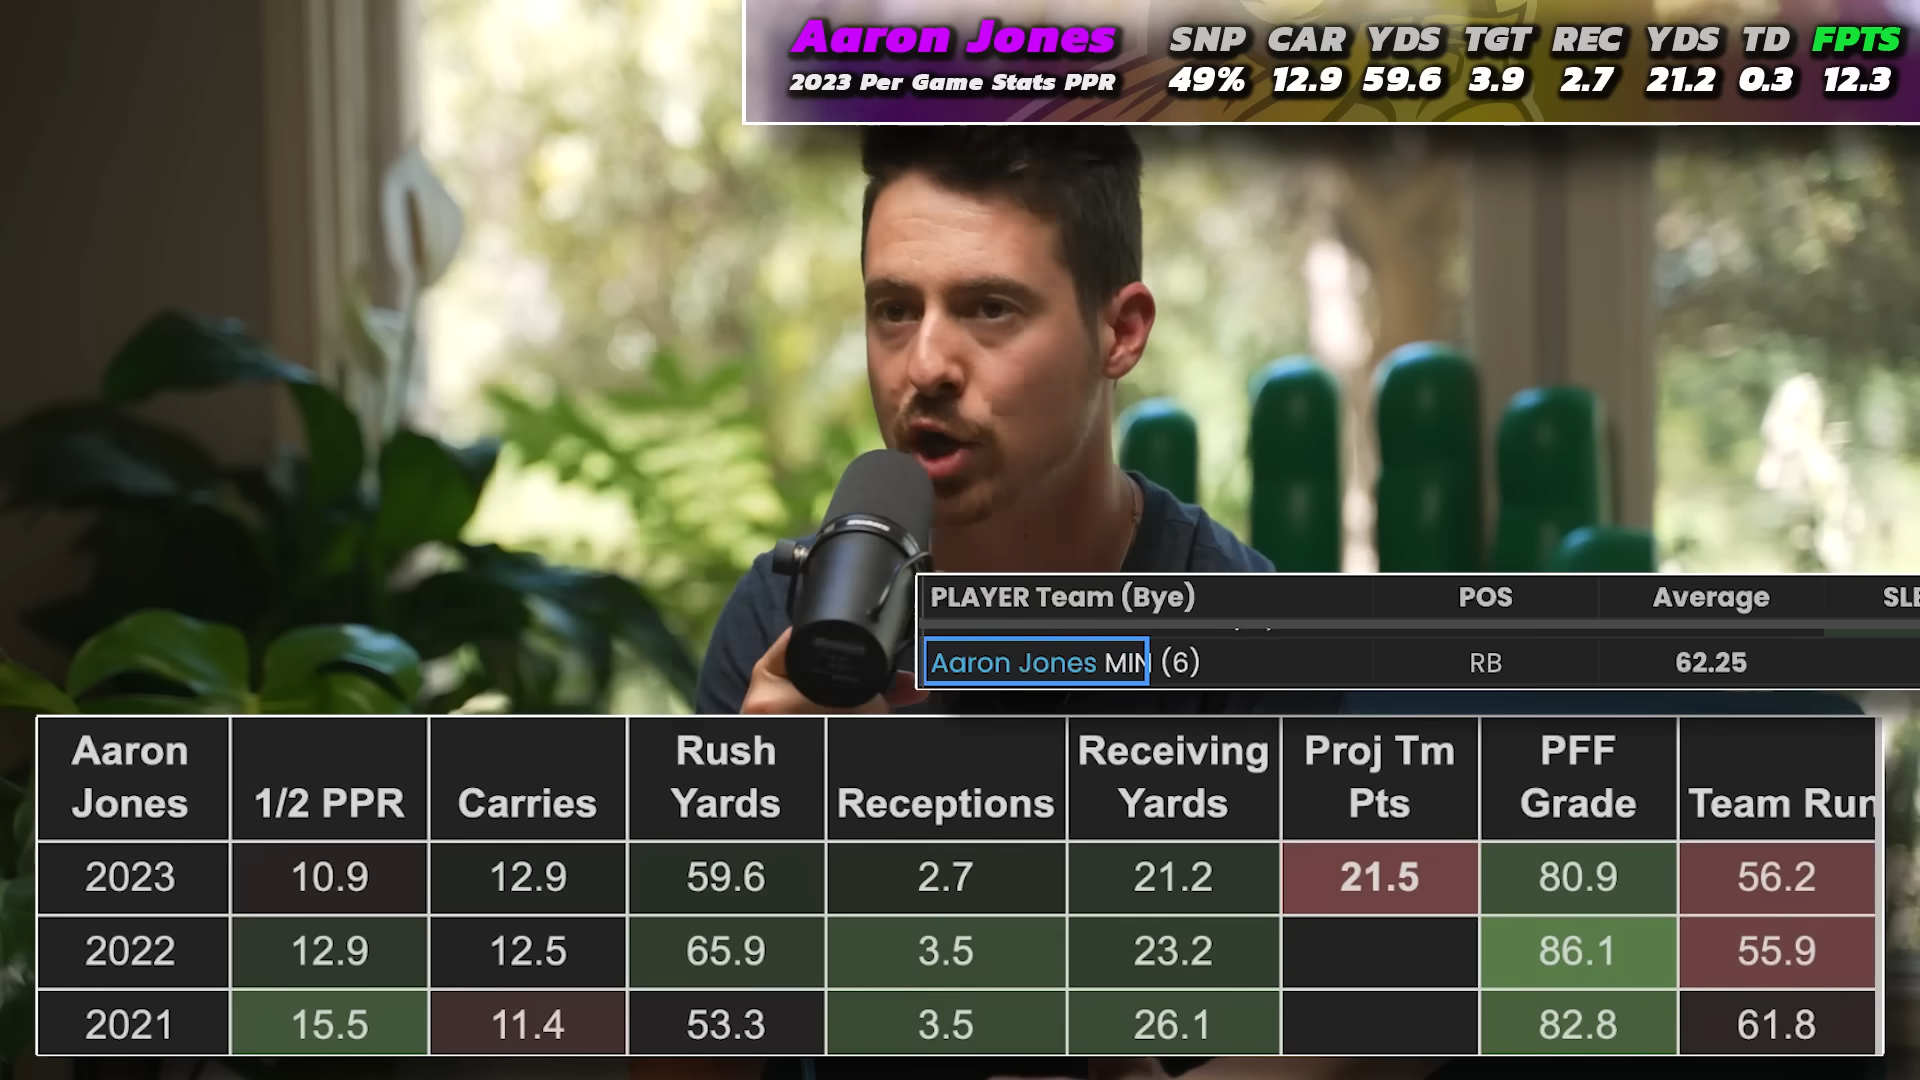 Aaron Jones SNP CAR YDS TGT REC YDS TD FPTS
2023 Per Game Stats PPR 49% 12.9 59.6 3.9 2.7 21.2 0.3 12.3
PLAYER Team (Bye) POS Average SLE
Aaron Jones MIN (6) RB 62.25
Aaron Jones 1/2 PPR Carries Rush Yards Receptions Receiving Yards Proj Tm Pts PFF Grade Team Run
2023 10.9 12.9 59.6 2.7 21.2 21.5 80.9 56.2
2022 12.9 12.5 65.9 3.5 23.2 86.1 55.9
2021 15.5 11.4 53.3 3.5 26.1 82.8 61.8